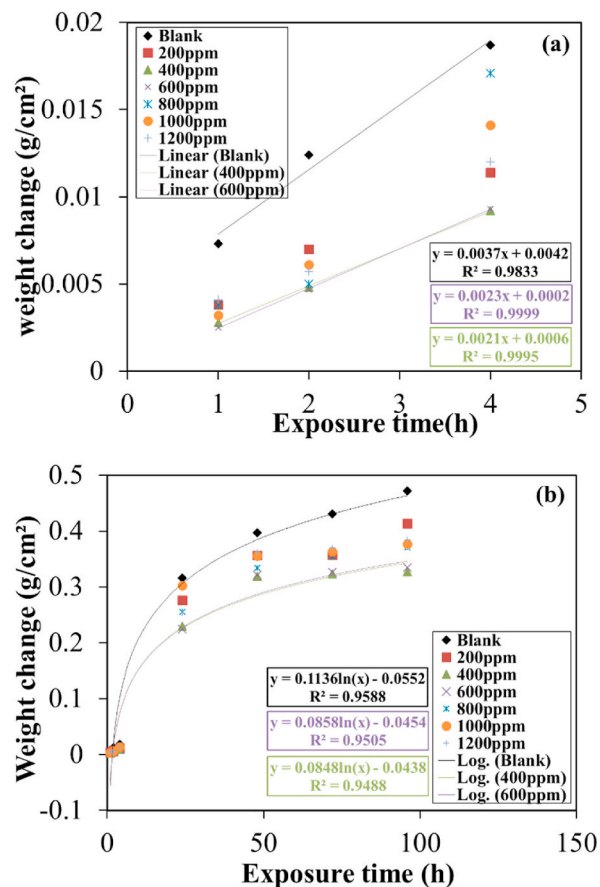 (a)
weight change (g/cm²)
0.02
0.015
0.01
0.005
0
Blank
200ppm
400ppm
600ppm
800ppm
1000ppm
1200ppm
Linear (Blank)
Linear (400ppm)
Linear (600ppm)
y = 0.0037x + 0.0042
R² = 0.9833
y = 0.0023x + 0.0002
R² = 0.9999
y = 0.0021x + 0.0006
R² = 0.9995
0 1 2 3 4 5
Exposure time(h)
(b)
Weight change (g/cm²)
0.5
0.4
0.3
0.2
0.1
0
-0.1
y = 0.1136ln(x) - 0.0552
R² = 0.9588
y = 0.0858ln(x) - 0.0454
R² = 0.9505
y = 0.0848ln(x) - 0.0438
R² = 0.9488
Blank
200ppm
400ppm
600ppm
800ppm
1000ppm
1200ppm
Log. (Blank)
Log. (400ppm)
Log. (600ppm)
0 50 100 150
Exposure time (h)